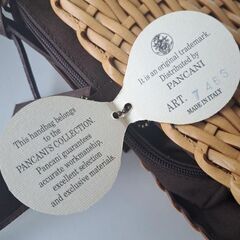 This handbag belongs
to the
PANCANI'S COLLECTION.
Pancani guarantees
accurate workmanship,
excellent selection
and exclusive materials.
It is an original trademark.
Distributed by
PANCANI
ART. 7485
MADE IN ITALY